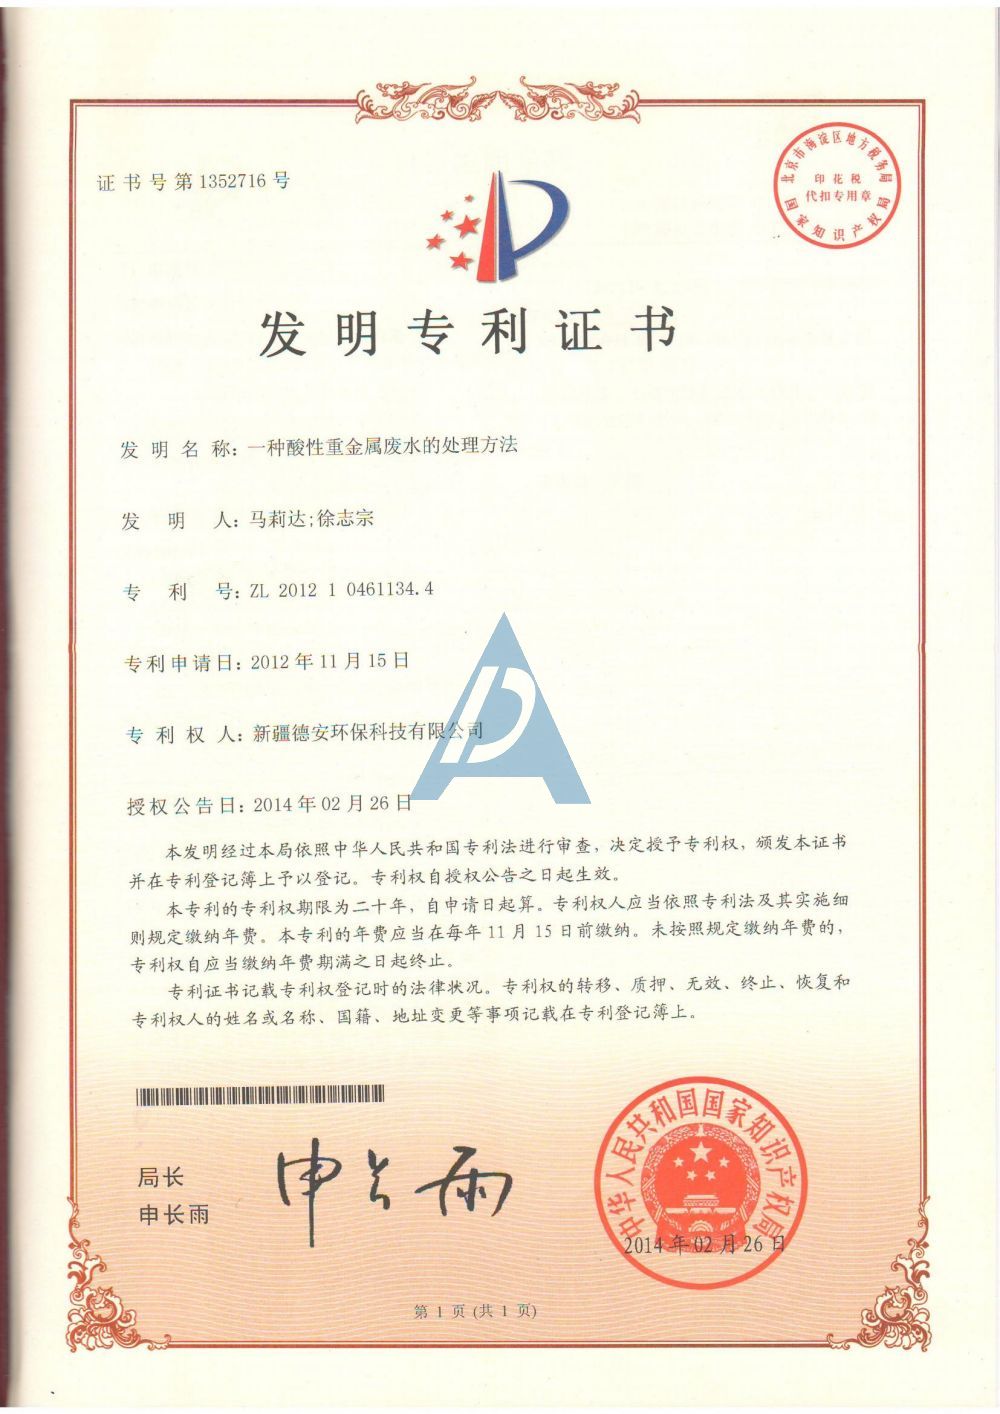 证书号第1352716号
北京市海淀区地方税务局
印花税
代扣专用章
国家知识产权局
发明专利证书
发明名称：一种酸性重金属废水的处理方法
发明人：马莉达;徐志宗
专利号：ZL 2012 1 0461134.4
专利申请日：2012年11月15日
专利权人：新疆德安环保科技有限公司
授权公告日：2014年02月26日
本发明经过本局依照中华人民共和国专利法进行审查，决定授予专利权，颁发本证书
并在专利登记簿上予以登记。专利权自授权公告之日起生效。
本专利的专利权期限为二十年，自申请日起算。专利权人应当依照专利法及其实施细
则规定缴纳年费。本专利的年费应当在每年11月15日前缴纳。未按照规定缴纳年费的，
专利权自应当缴纳年费期满之日起终止。
专利证书记载专利权登记时的法律状况。专利权的转移、质押、无效、终止、恢复和
专利权人的姓名或名称、国籍、地址变更等事项记载在专利登记簿上。
局长
申长雨
申长雨
中华人民共和国国家知识产权局
2014年02月26日
第 1 页 (共 1 页)